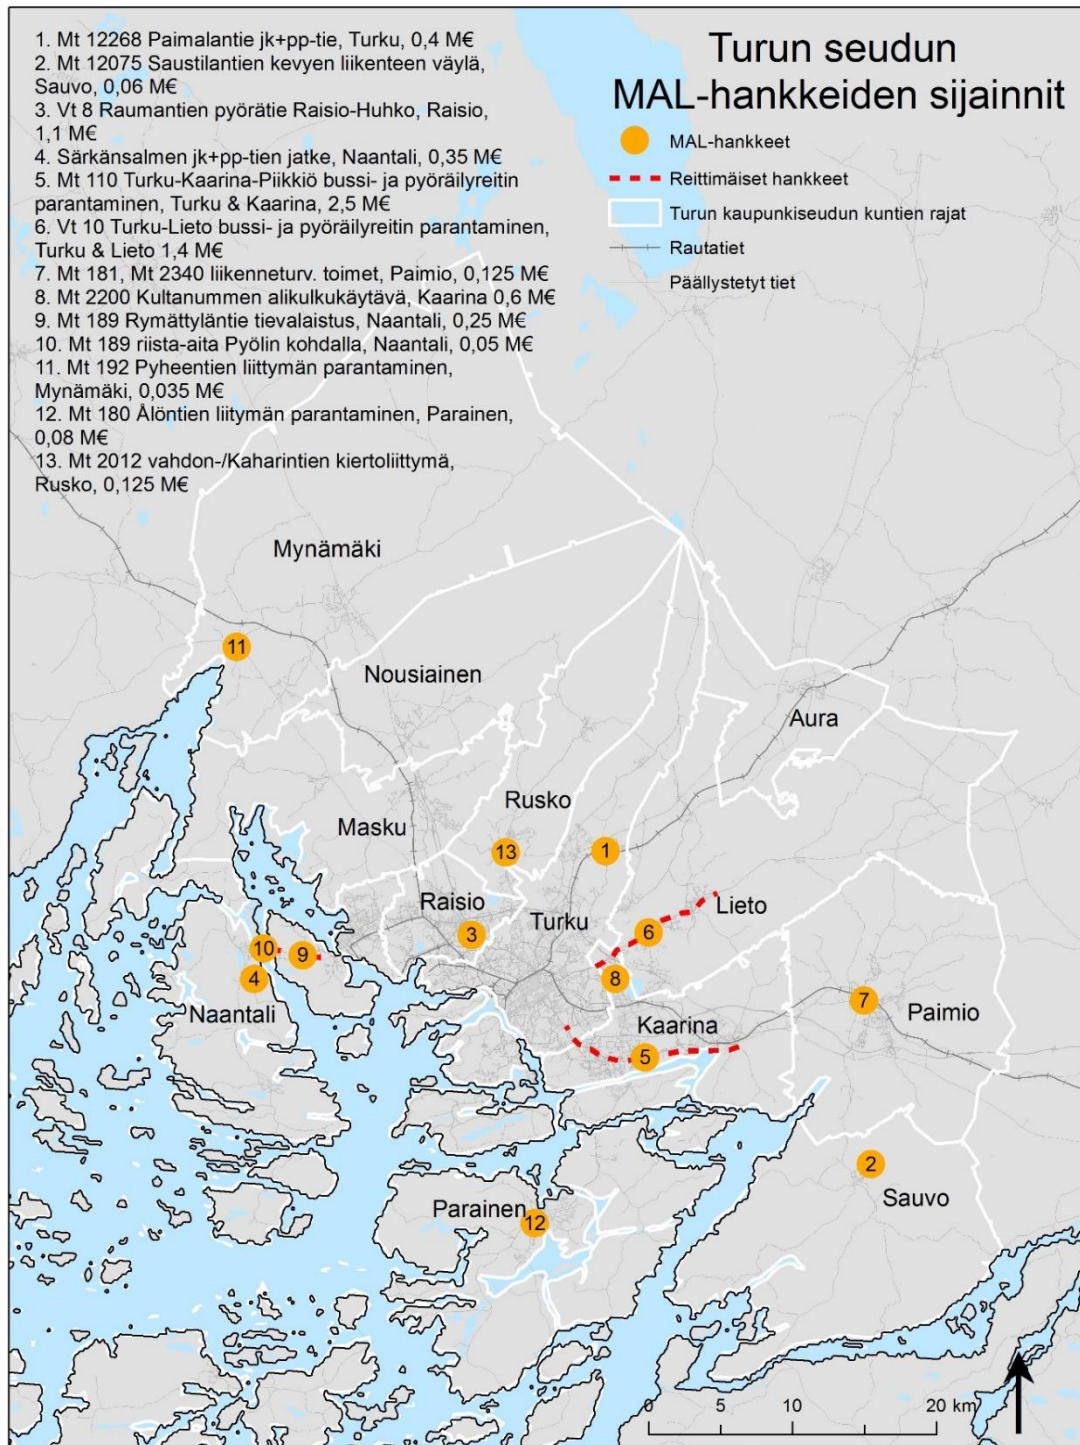 1. Mt 12268 Paimalantie jk+pp-tie, Turku, 0,4 M€
2. Mt 12075 Saustilantien kevyen liikenteen väylä,
Sauvo, 0,06 M€
3. Vt 8 Raumantien pyörätie Raisio-Huhko, Raisio,
1,1 M€
4. Särkänsalmen jk+pp-tien jatke, Naantali, 0,35 M€
5. Mt 110 Turku-Kaarina-Piikkiö bussi- ja pyöräilyreitin
parantaminen, Turku & Kaarina, 2,5 M€
6. Vt 10 Turku-Lieto bussi- ja pyöräilyreitin parantaminen,
Turku & Lieto 1,4 M€
7. Mt 181, Mt 2340 liikenneturv. toimet, Paimio, 0,125 M€
8. Mt 2200 Kultanummen alikulkukäytävä, Kaarina 0,6 M€
9. Mt 189 Rymättyläntie tievalaistus, Naantali, 0,25 M€
10. Mt 189 riista-aita Pyölin kohdalla, Naantali, 0,05 M€
11. Mt 192 Pyheentien liittymän parantaminen,
Mynämäki, 0,035 M€
12. Mt 180 Ålöntien liitymän parantaminen, Parainen,
0,08 M€
13. Mt 2012 vahdon-/Kaharintien kiertoliittymä,
Rusko, 0,125 M€
Turun seudun
MAL-hankkeiden sijainnit
MAL-hankkeet
Reittimäiset hankkeet
Turun kaupunkiseudun kuntien rajat
Rautatiet
Päällystetyt tiet
Mynämäki
11
Nousiainen
Aura
Rusko
Masku
13
1
Raisio
Turku
Lieto
3
6
10
9
4
8
Naantali
7
Paimio
Kaarina
5
2
Sauvo
Parainen
12
0 5 10 20 km